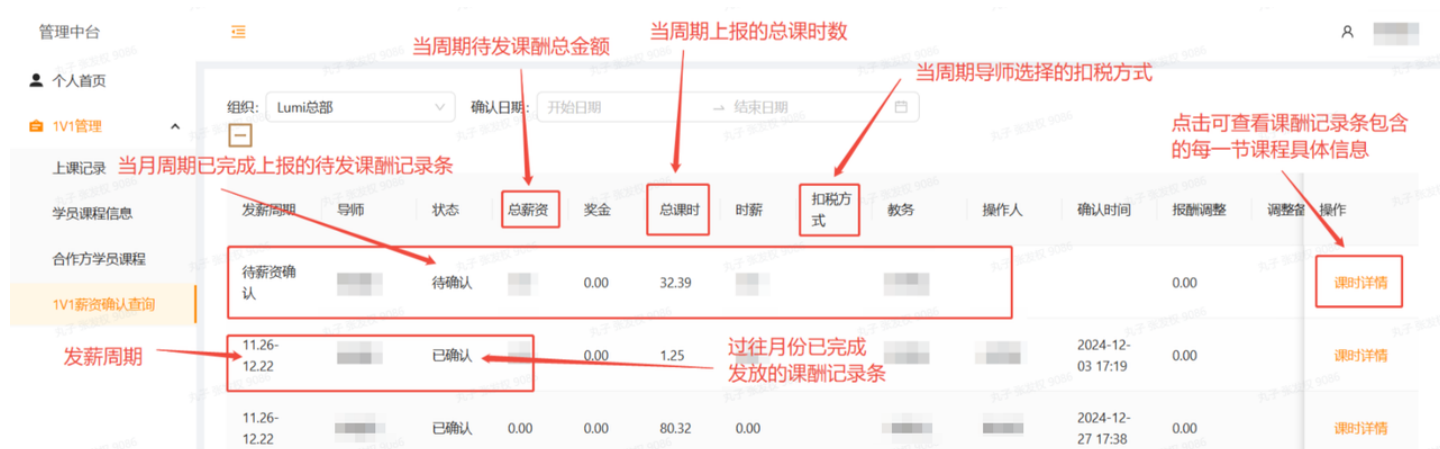 管理中台
个人首页
1V1管理
上课记录
学员课程信息
合作方学员课程
1V1薪资确认查询
当周期待发课酬总金额
当周期上报的总课时数
当周期导师选择的扣税方式
点击可查看课酬记录条包含
的每一节课程具体信息
组织: Lumi总部
确认日期: 开始日期 → 结束日期
当月周期已完成上报的待发课酬记录条
发薪周期 导师 状态 总薪资 奖金 总课时 时薪 扣税方 教务 操作人 确认时间 报酬调整 调整备 操作
式
待薪资确 待确认 0.00 32.39 0.00 课时详情
认
发薪周期
11.26- 已确认 0.00 1.25 2024-12- 0.00 课时详情
12.22 03 17:19
过往月份已完成
发放的课酬记录条
11.26- 已确认 0.00 0.00 80.32 0.00 2024-12- 0.00 课时详情
12.22 27 17:38